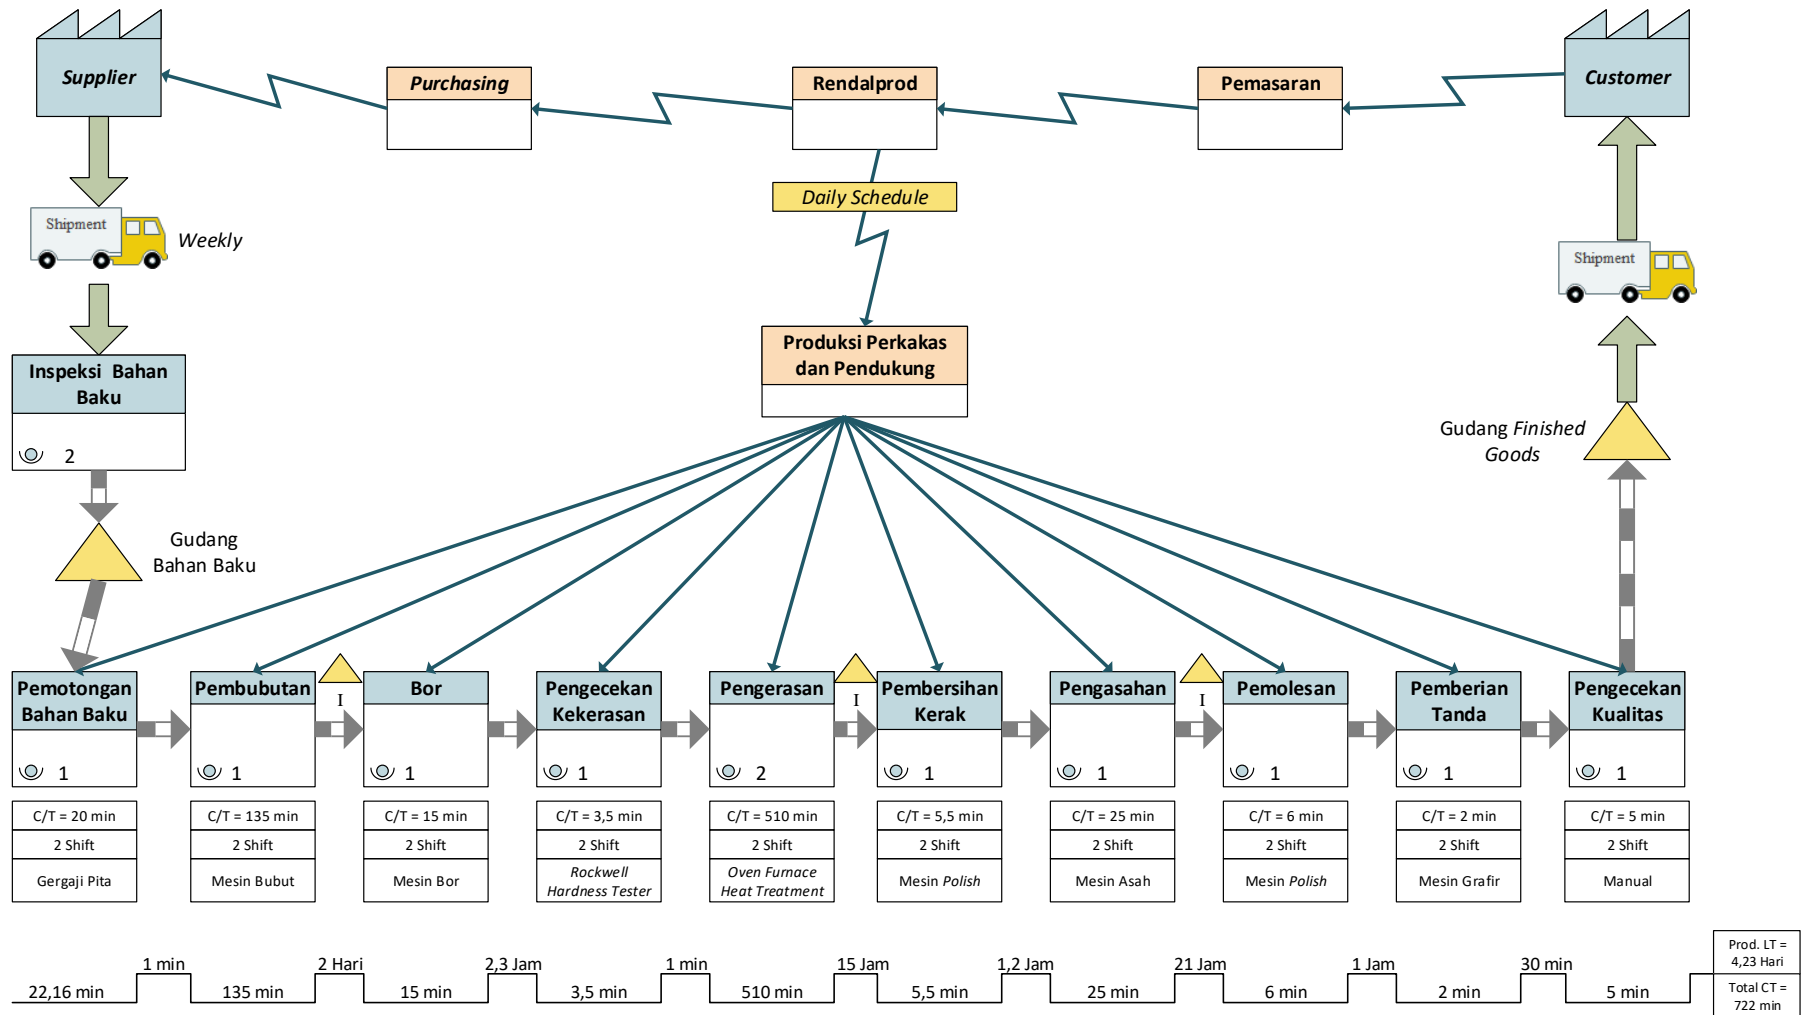 Supplier
Purchasing
Rendalprod
Pemasaran
Customer
Daily Schedule
Shipment
Weekly
Shipment
Produksi Perkakas
dan Pendukung
Inspeksi Bahan
Baku
2
Gudang Finished
Goods
Gudang
Bahan Baku
Pemotongan
Bahan Baku
1
Pembubutan
1
I
Bor
1
Pengecekan
Kekerasan
1
Pengerasan
2
I
Pembersihan
Kerak
1
Pengasahan
1
I
Pemolesan
1
Pemberian
Tanda
1
Pengecekan
Kualitas
1
C/T = 20 min
2 Shift
Gergaji Pita
C/T = 135 min
2 Shift
Mesin Bubut
C/T = 15 min
2 Shift
Mesin Bor
C/T = 3,5 min
2 Shift
Rockwell
Hardness Tester
C/T = 510 min
2 Shift
Oven Furnace
Heat Treatment
C/T = 5,5 min
2 Shift
Mesin Polish
C/T = 25 min
2 Shift
Mesin Asah
C/T = 6 min
2 Shift
Mesin Polish
C/T = 2 min
2 Shift
Mesin Grafir
C/T = 5 min
2 Shift
Manual
22,16 min
1 min
135 min
2 Hari
15 min
2,3 Jam
3,5 min
1 min
510 min
15 Jam
5,5 min
1,2 Jam
25 min
21 Jam
6 min
1 Jam
2 min
30 min
5 min
Prod. LT =
4,23 Hari
Total CT =
722 min